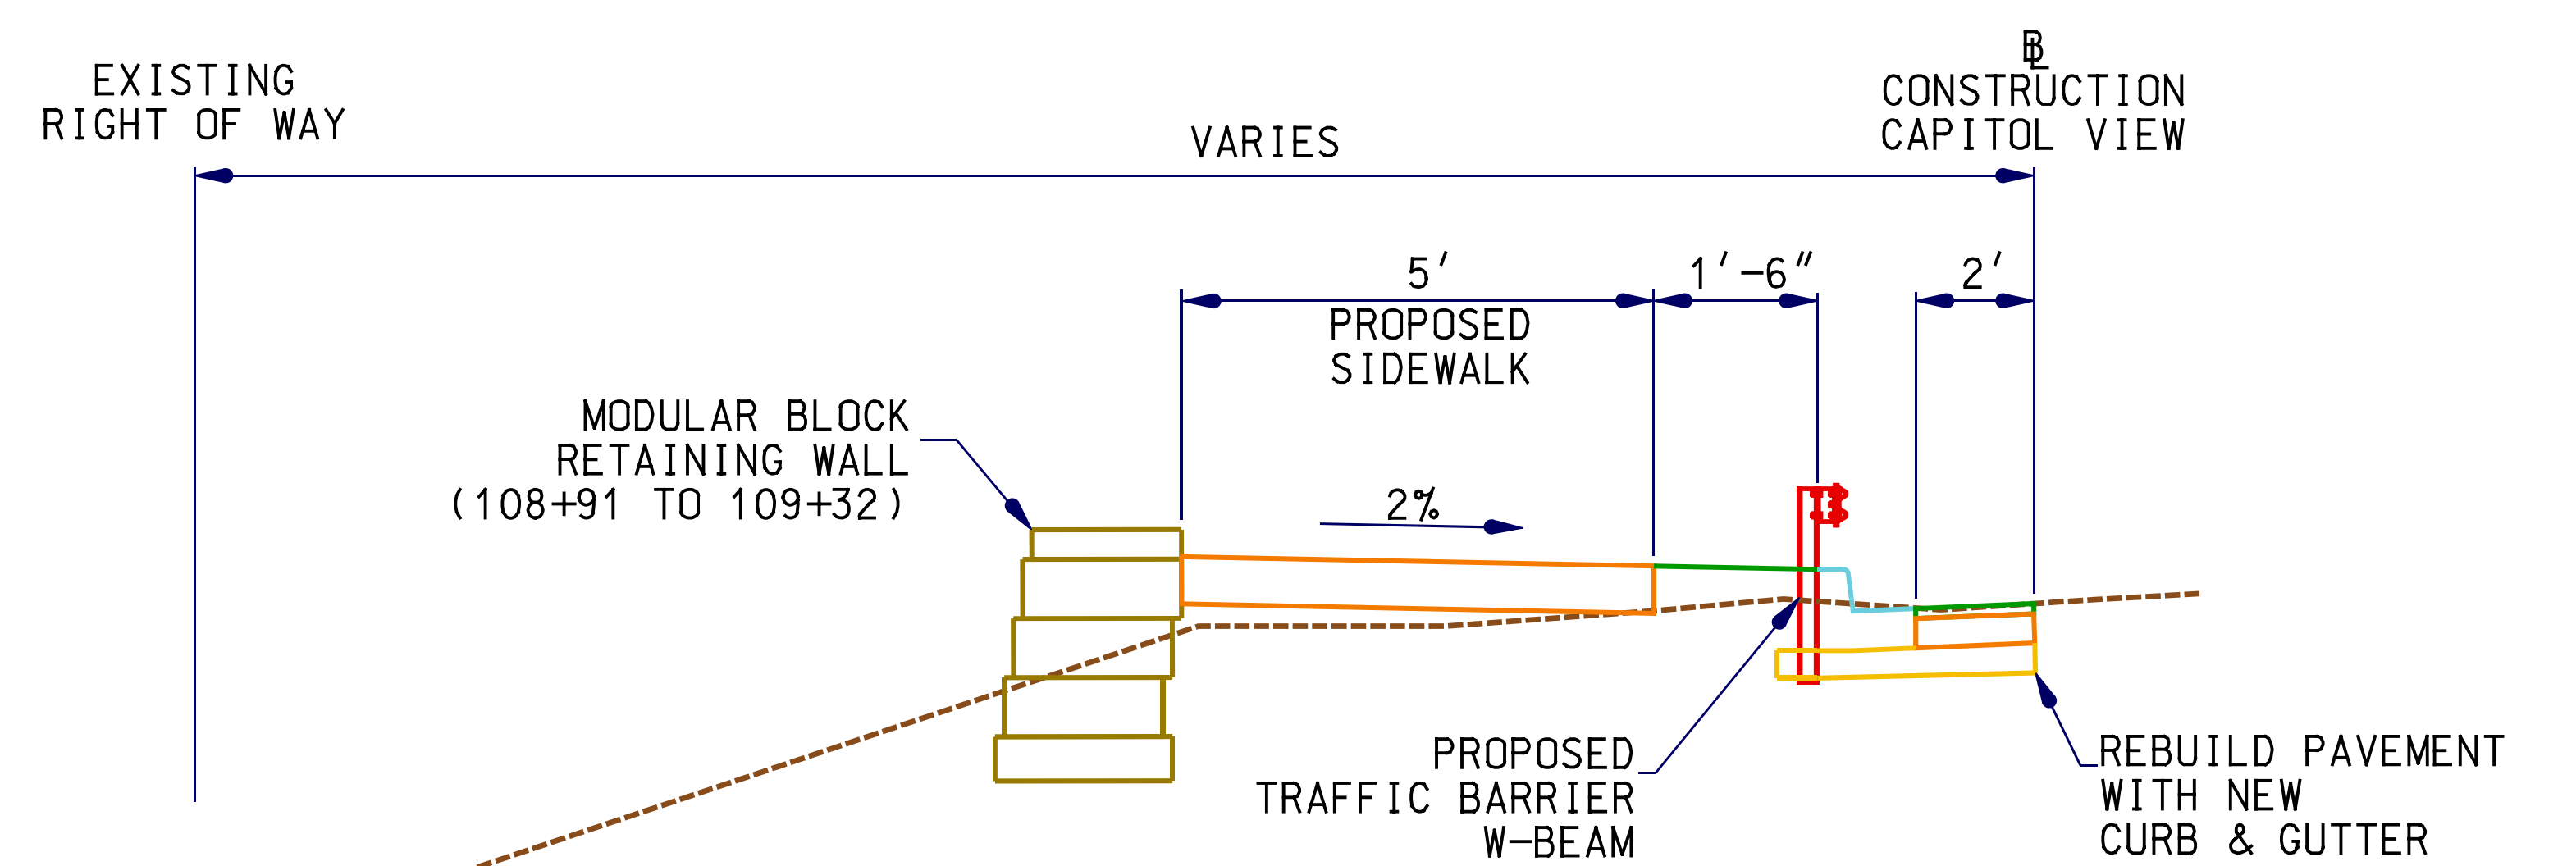 EXISTING
RIGHT OF WAY
BL
CONSTRUCTION
CAPITOL VIEW
VARIES
5'
1'-6"
2'
PROPOSED
SIDEWALK
MODULAR BLOCK
RETAINING WALL
(108+91 TO 109+32)
2%
PROPOSED
TRAFFIC BARRIER
W-BEAM
REBUILD PAVEMENT
WITH NEW
CURB & GUTTER